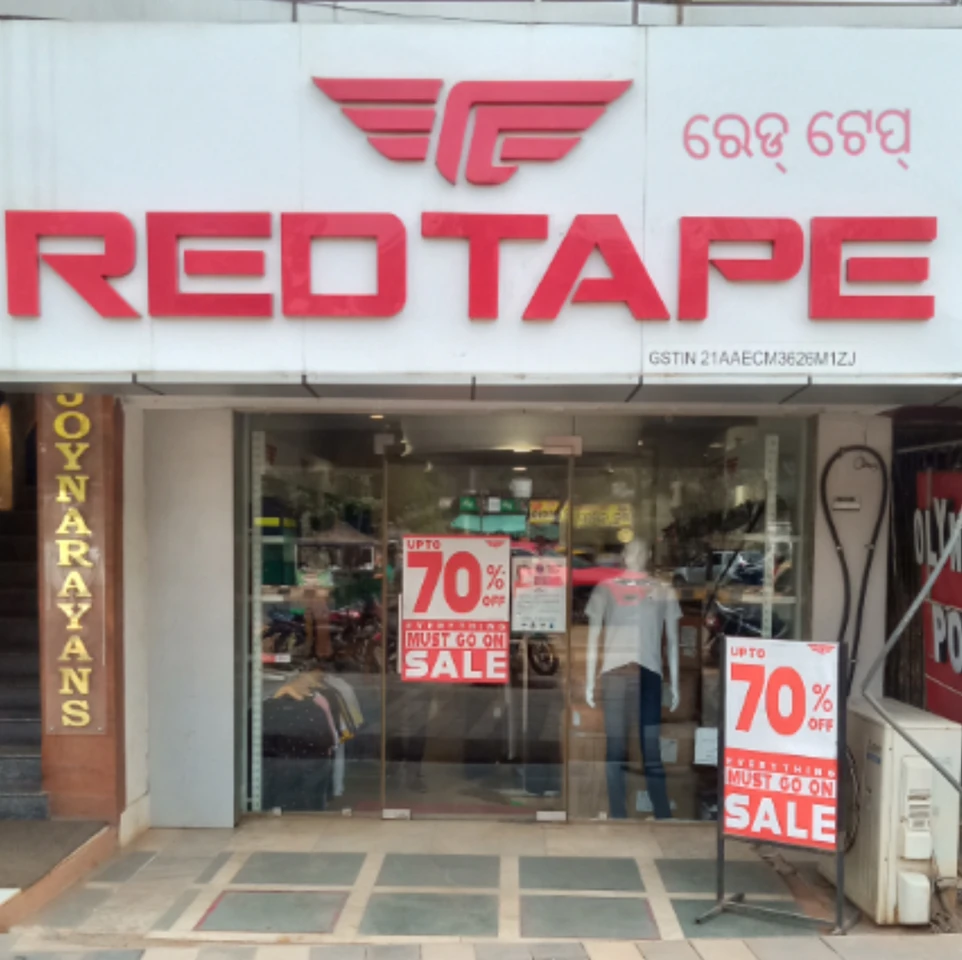 ରେଡ୍ ଟେପ୍
REDTAPE
GSTIN 21AAECM3626M1ZJ
JOYNARAYANS
UPTO
70%
OFF
EVERYTHING
MUST GO ON
SALE
UPTO
70%
OFF
EVERYTHING
MUST GO ON
SALE